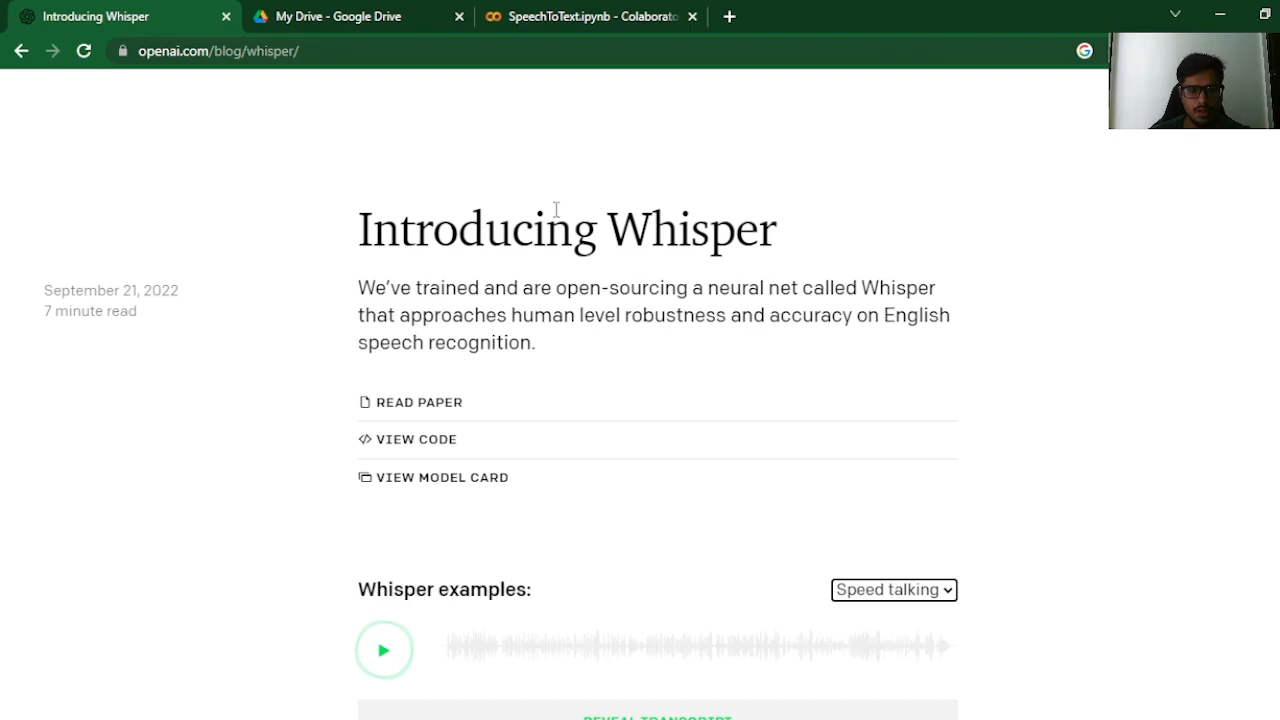 Introducing Whisper
My Drive - Google Drive
SpeechToText.ipynb - Colaborato
openai.com/blog/whisper/
Introducing Whisper
September 21, 2022
7 minute read
We've trained and are open-sourcing a neural net called Whisper
that approaches human level robustness and accuracy on English
speech recognition.
READ PAPER
VIEW CODE
VIEW MODEL CARD
Whisper examples:
Speed talking
REVEAL TRANSCRIPT